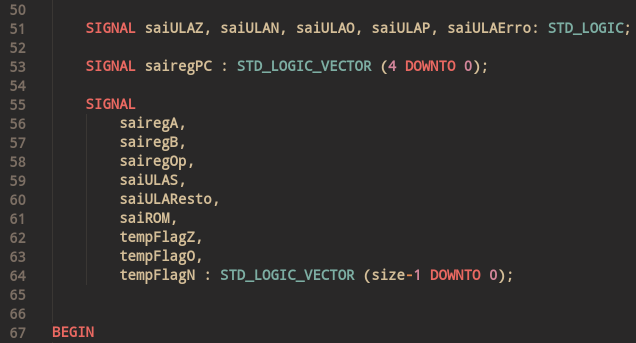 50
51 SIGNAL saiULAZ, saiULAN, saiULAO, saiULAP, saiULAErro: STD_LOGIC;
52
53 SIGNAL sairegPC : STD_LOGIC_VECTOR (4 DOWNTO 0);
54
55 SIGNAL
56 sairegA,
57 sairegB,
58 sairegOp,
59 saiULAS,
60 saiULAResto,
61 saiROM,
62 tempFlagZ,
63 tempFlagO,
64 tempFlagN : STD_LOGIC_VECTOR (size-1 DOWNTO 0);
65
66
67 BEGIN